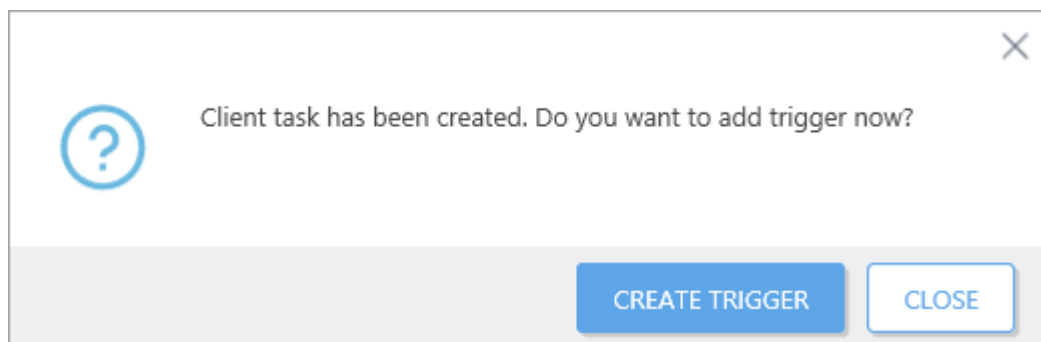 Client task has been created. Do you want to add trigger now?
CREATE TRIGGER
CLOSE